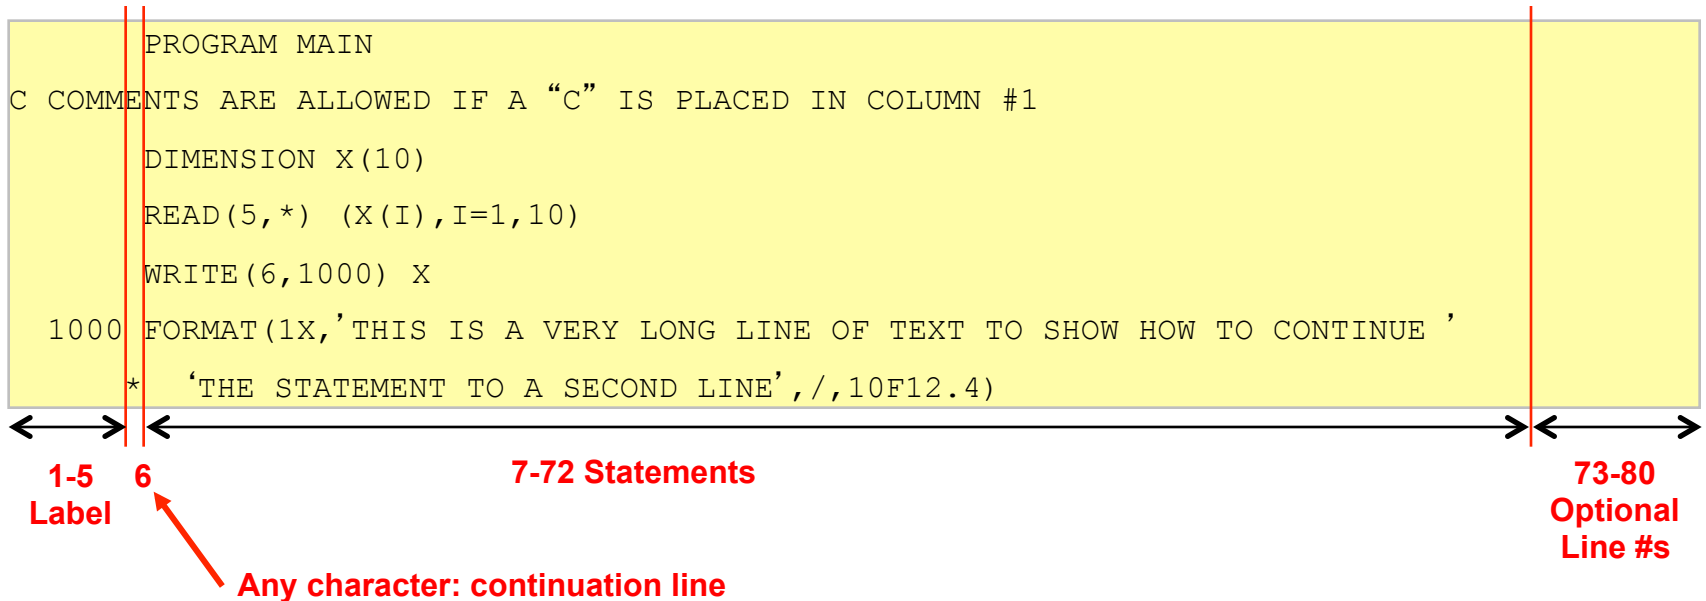 PROGRAM MAIN
C COMMENTS ARE ALLOWED IF A “C” IS PLACED IN COLUMN #1
DIMENSION X(10)
READ(5,*) (X(I),I=1,10)
WRITE(6,1000) X
1000 FORMAT(1X,’THIS IS A VERY LONG LINE OF TEXT TO SHOW HOW TO CONTINUE ’
* ‘THE STATEMENT TO A SECOND LINE’,/,10F12.4)
1-5
Label
6
7-72 Statements
73-80
Optional
Line #s
Any character: continuation line